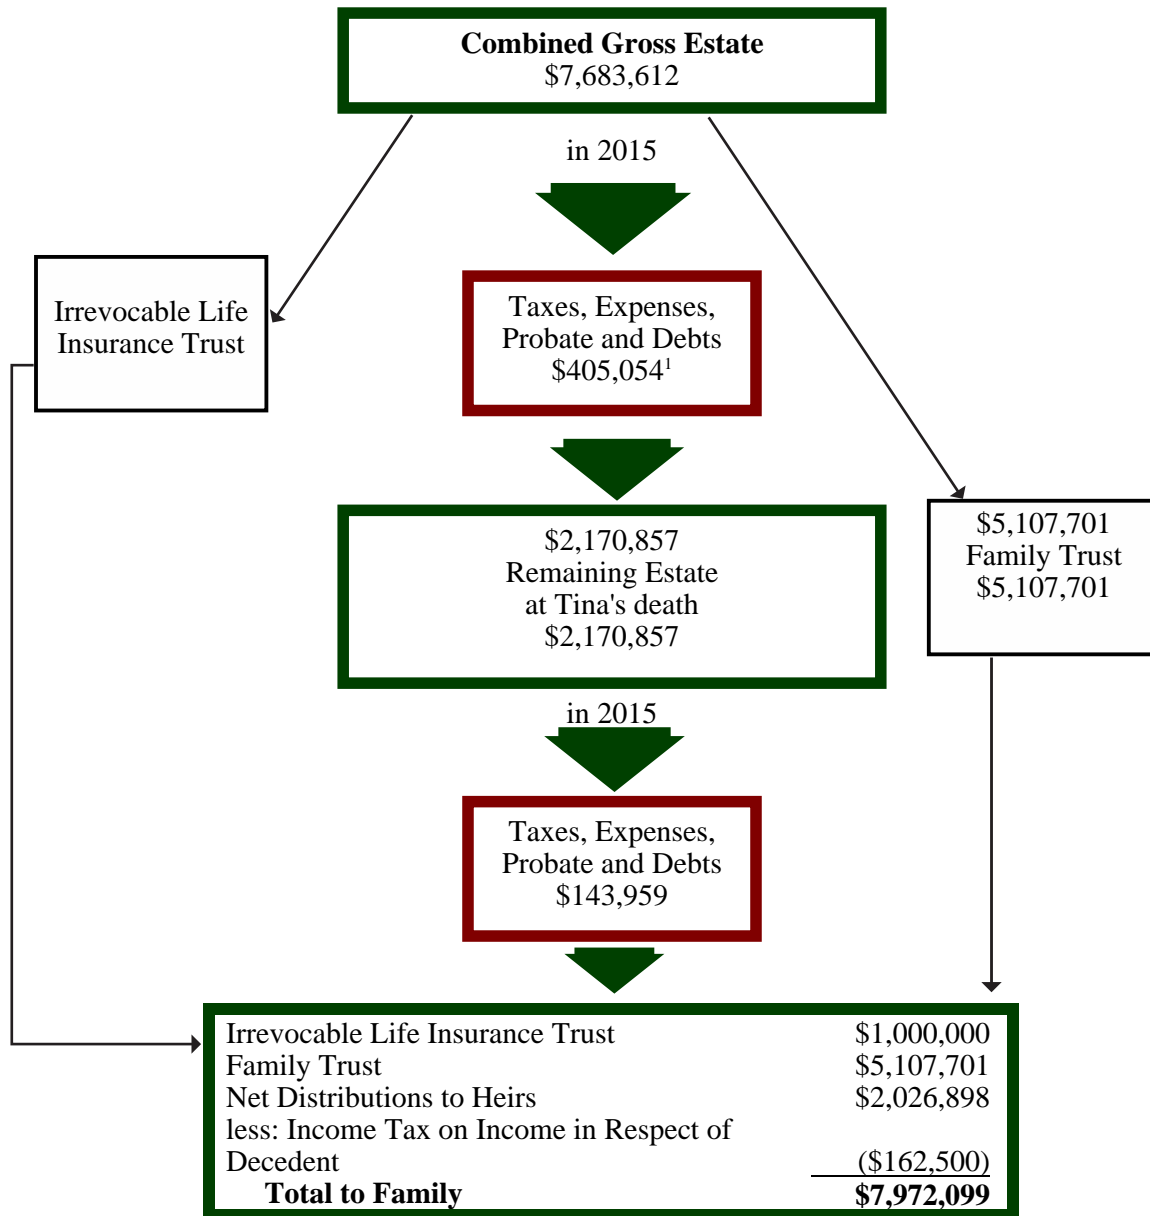 Combined Gross Estate
$7,683,612
in 2015
Irrevocable Life
Insurance Trust
Taxes, Expenses,
Probate and Debts
$405,054¹
$2,170,857
Remaining Estate
at Tina's death
$2,170,857
$5,107,701
Family Trust
$5,107,701
in 2015
Taxes, Expenses,
Probate and Debts
$143,959
Irrevocable Life Insurance Trust $1,000,000
Family Trust $5,107,701
Net Distributions to Heirs $2,026,898
less: Income Tax on Income in Respect of
Decedent ($162,500)
Total to Family $7,972,099